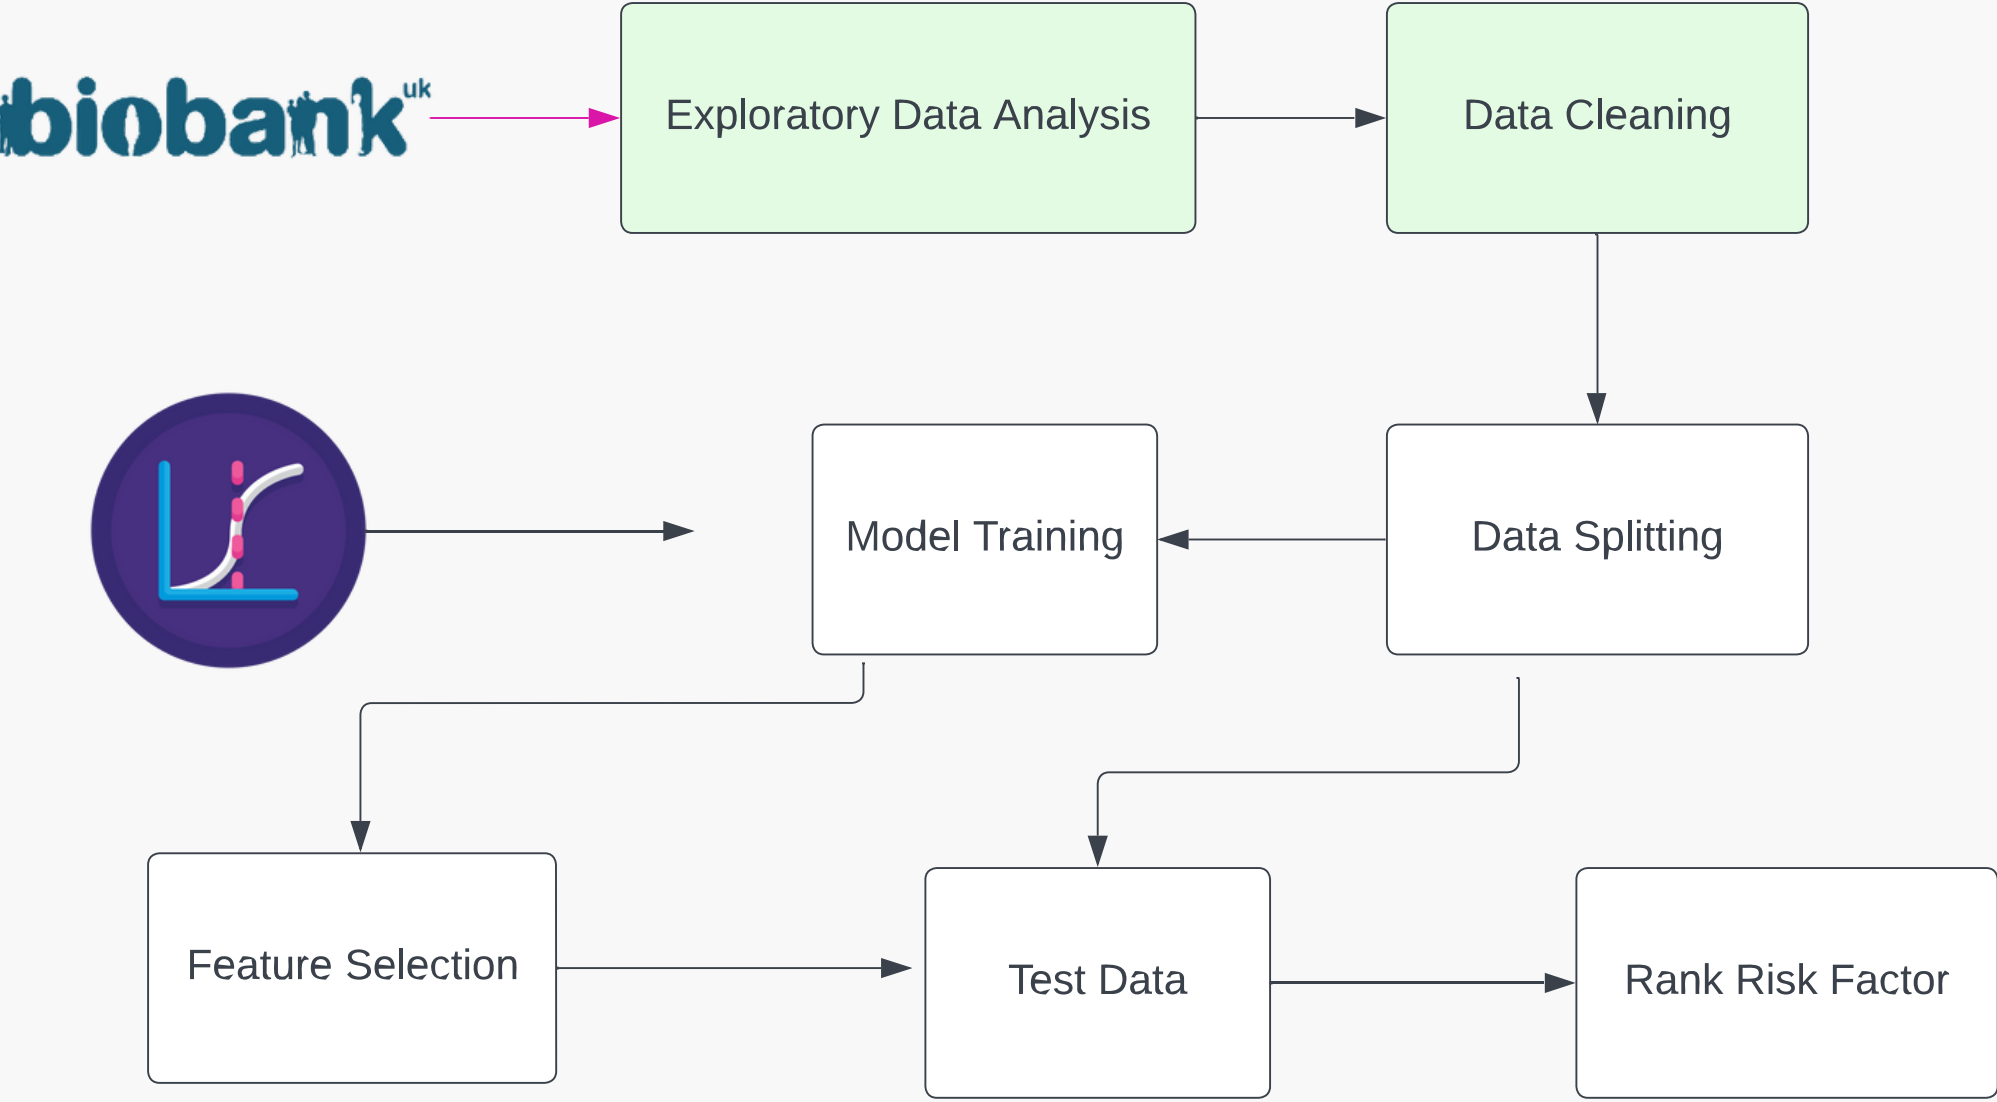 biobank uk
Exploratory Data Analysis
Data Cleaning
Model Training
Data Splitting
Feature Selection
Test Data
Rank Risk Factor